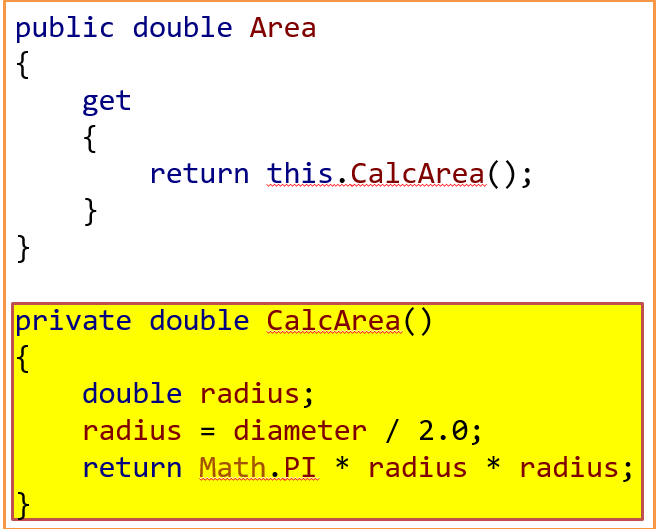 public double Area
{
    get
    {
        return this.CalcArea();
    }
}

private double CalcArea()
{
    double radius;
    radius = diameter / 2.0;
    return Math.PI * radius * radius;
}